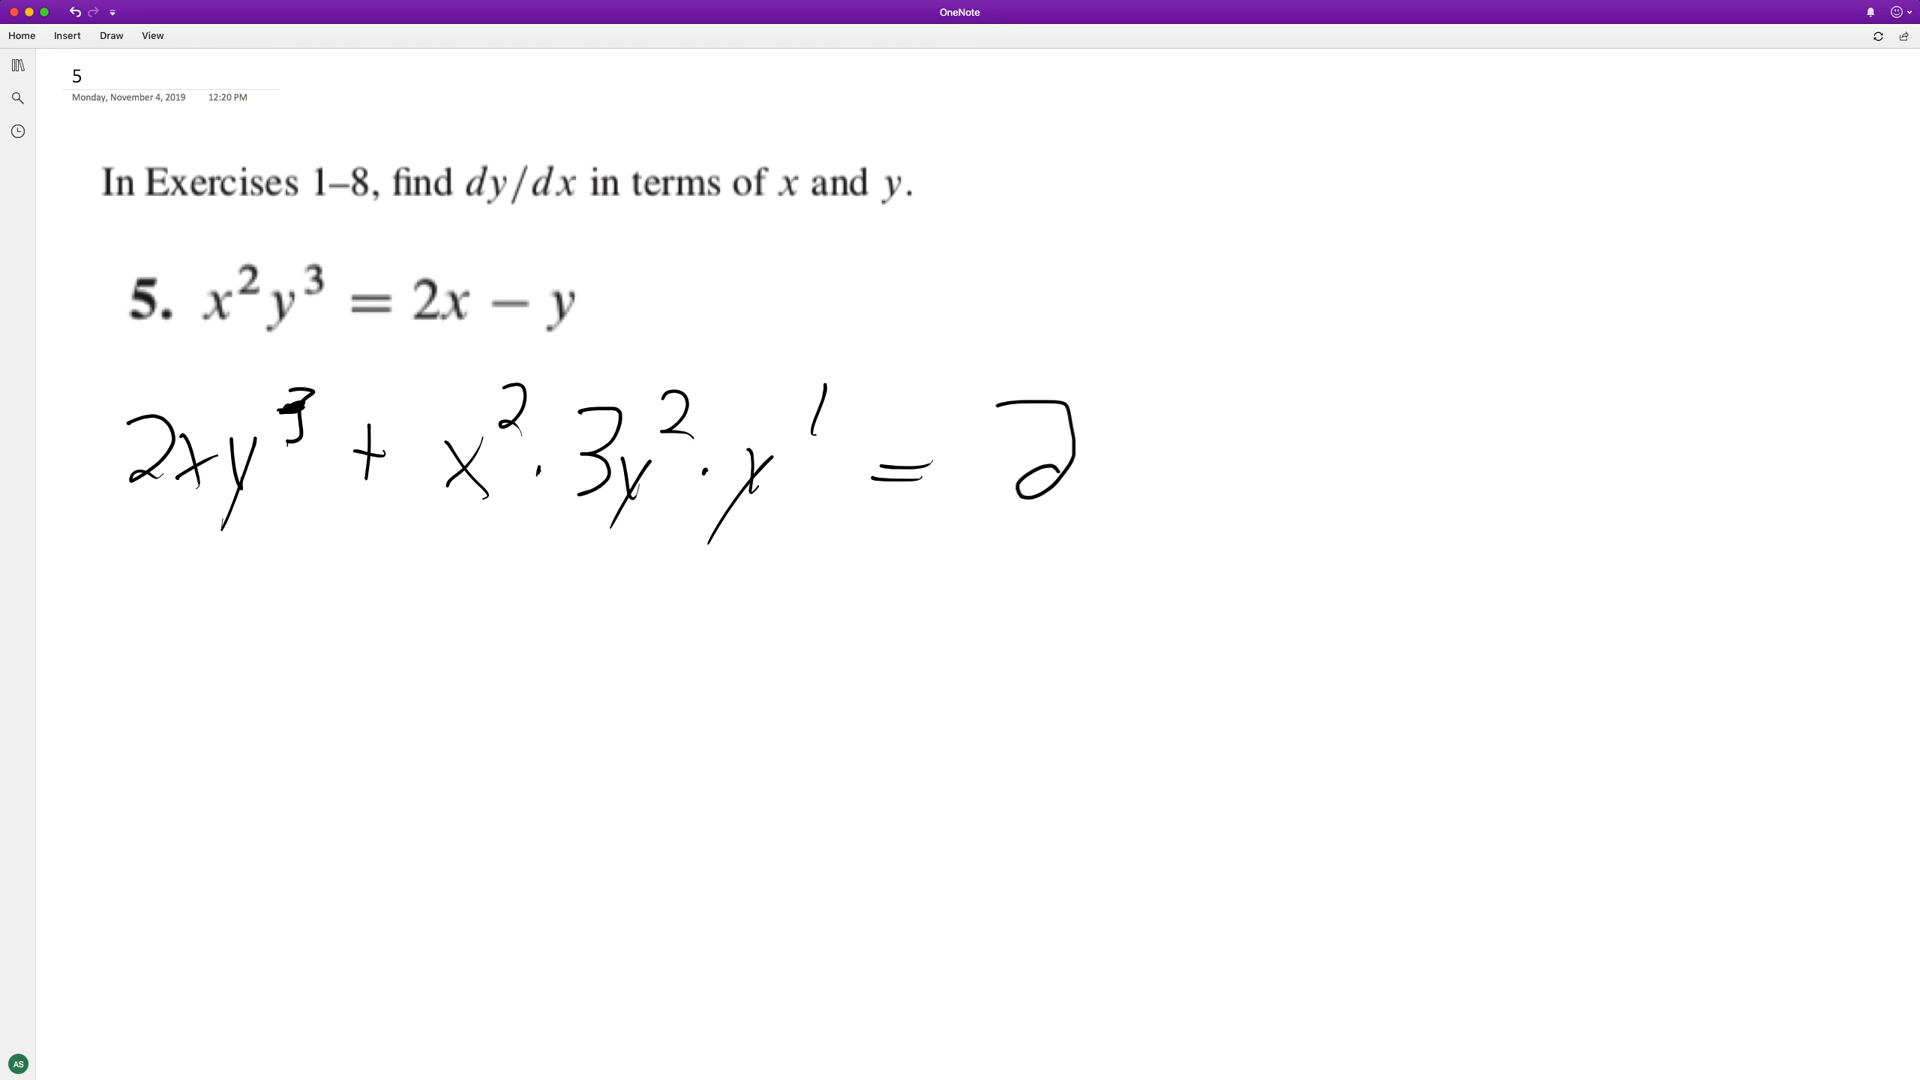 OneNote
Home Insert Draw View
5
Monday, November 4, 2019 12:20 PM
In Exercises 1–8, find dy/dx in terms of x and y.
5. x²y³ = 2x − y
2xy³ + x² · 3y² · y' = 2
AS